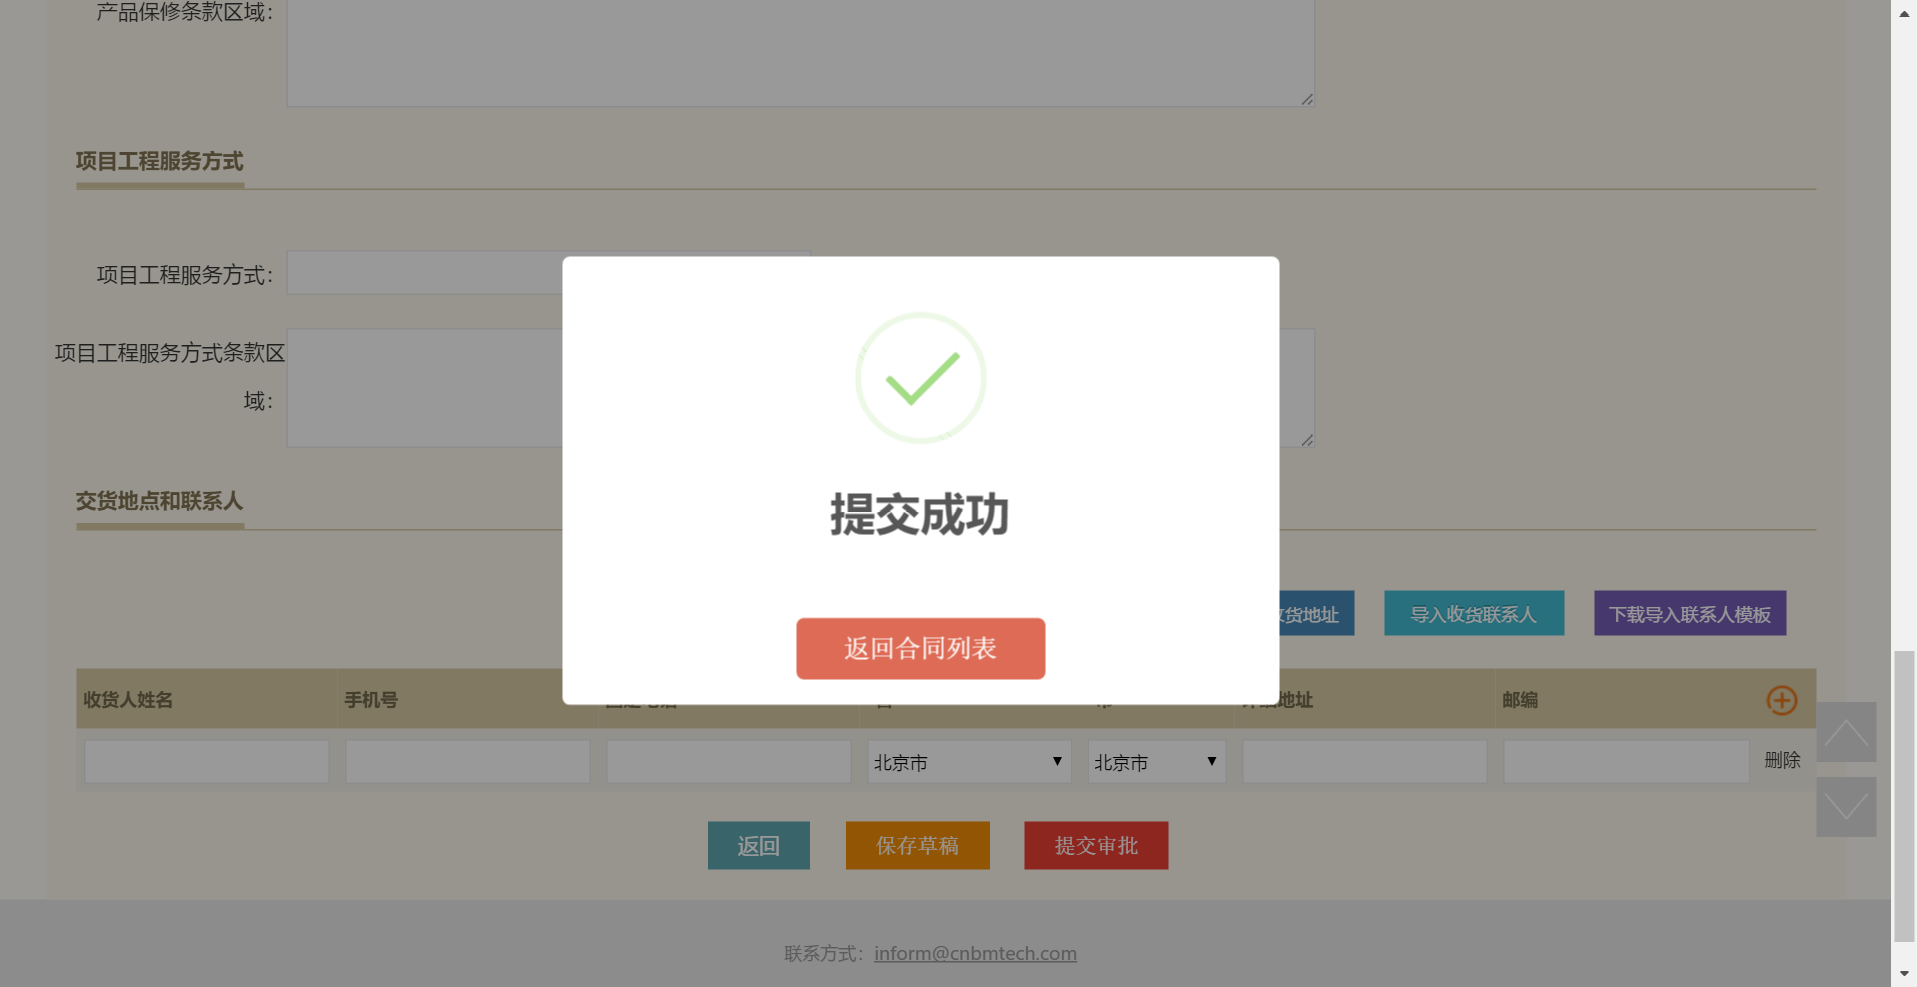 产品保修条款区域：
项目工程服务方式
项目工程服务方式：
项目工程服务方式条款区
域：
交货地点和联系人
提交成功
返回合同列表
收货地址 导入收货联系人 下载导入联系人模板
收货人姓名 手机号 详细地址 邮编
北京市 北京市 删除
返回 保存草稿 提交审批
联系方式：inform@cnbmtech.com